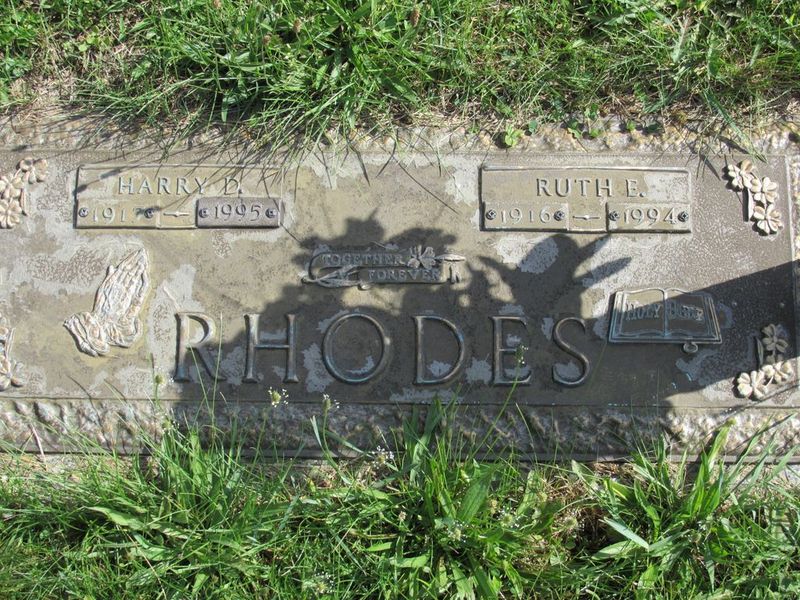 HARRY D.
1917 – 1995
RUTH E.
1916 – 1994
TOGETHER
FOREVER
RHODES
HOLY BIBLE